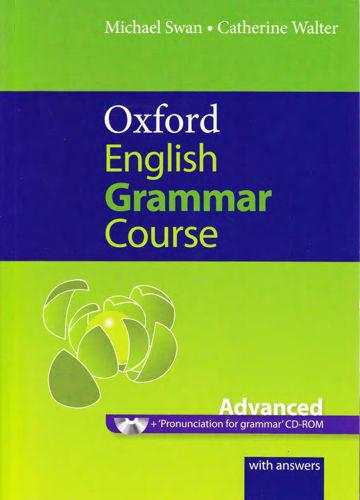 Michael Swan • Catherine Walter
Oxford
English
Grammar
Course
Advanced
+ 'Pronunciation for grammar' CD-ROM
with answers